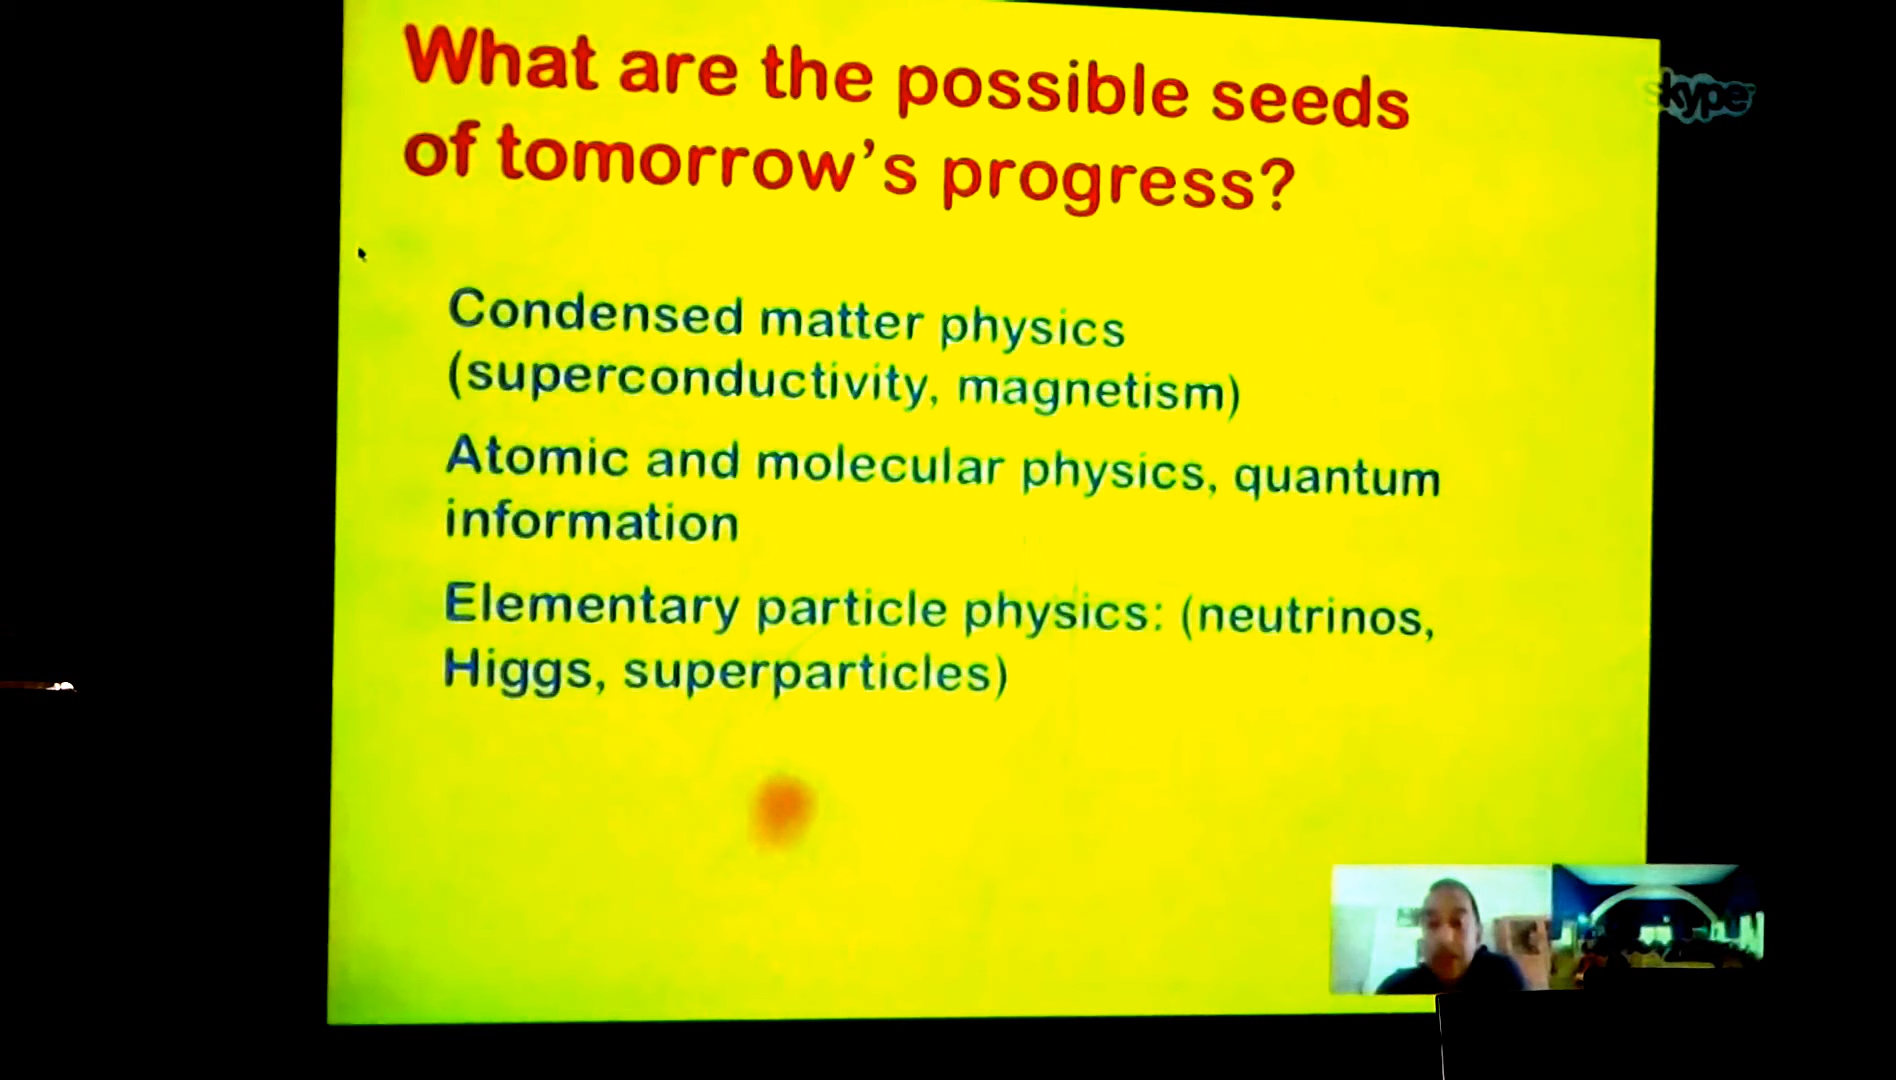 What are the possible seeds
of tomorrow's progress?
skype
Condensed matter physics
(superconductivity, magnetism)
Atomic and molecular physics, quantum
information
Elementary particle physics: (neutrinos,
Higgs, superparticles)